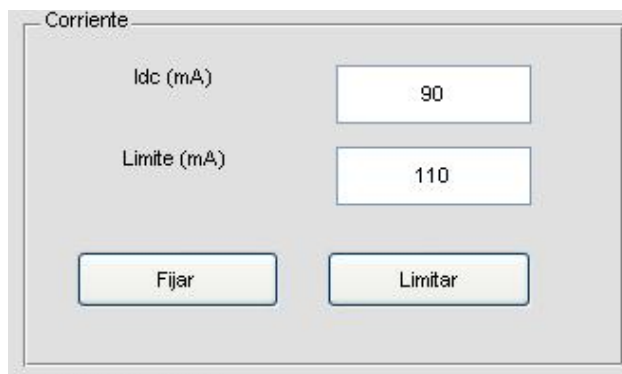 Corriente
Idc (mA)
90
Limite (mA)
110
Fijar
Limitar